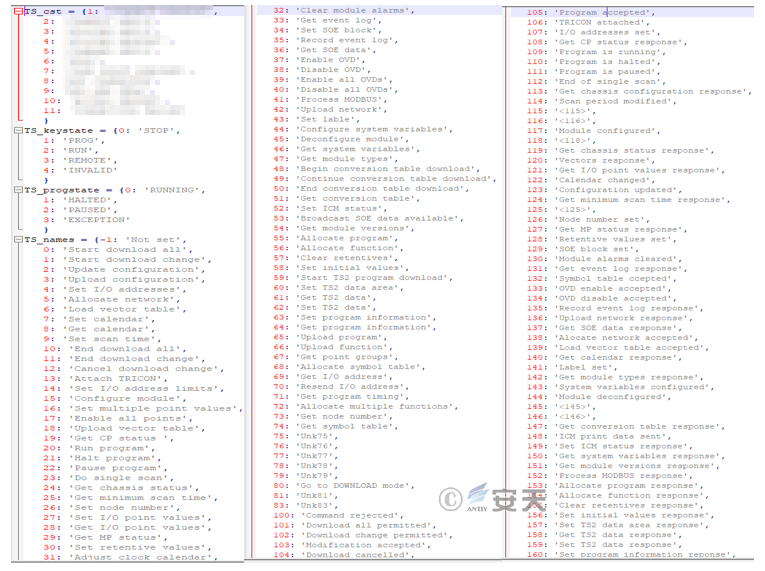 TS_cst = {1:
2:
3:
4:
5:
6:
7:
8:
9:
10:
11:
}
TS_keystate = {0: 'STOP',
1: 'PROG',
2: 'RUN',
3: 'REMOTE',
4: 'INVALID'
}
TS_progstate = {0: 'RUNNING',
1: 'HALTED',
2: 'PAUSED',
3: 'EXCEPTION'
}
TS_names = {-1: 'Not set',
0: 'Start download all',
1: 'Start download change',
2: 'Update configuration',
3: 'Upload configuration',
4: 'Set I/O addresses',
5: 'Allocate network',
6: 'Load vector table',
7: 'Set calendar',
8: 'Get calendar',
9: 'Set scan time',
10: 'End download all',
11: 'End download change',
12: 'Cancel download change',
13: 'Attach TRICON',
14: 'Set I/O address limits',
15: 'Configure module',
16: 'Set multiple point values',
17: 'Enable all points',
18: 'Upload vector table',
19: 'Get CP status ',
20: 'Run program',
21: 'Halt program',
22: 'Pause program',
23: 'Do single scan',
24: 'Get chassis status',
25: 'Get minimum scan time',
26: 'Set node number',
27: 'Set I/O point values',
28: 'Get I/O point values',
29: 'Get MP status',
30: 'Set retentive values',
31: 'Adjust clock calendar',
32: 'Clear module alarms',
33: 'Get event log',
34: 'Set SOE block',
35: 'Record event log',
36: 'Get SOE data',
37: 'Enable OVD',
38: 'Disable OVD',
39: 'Enable all OVDs',
40: 'Disable all OVDs',
41: 'Process MODBUS',
42: 'Upload network',
43: 'Set lable',
44: 'Configure system variables',
45: 'Deconfigure module',
46: 'Get system variables',
47: 'Get module types',
48: 'Begin conversion table download',
49: 'Continue conversion table download',
50: 'End conversion table download',
51: 'Get conversion table',
52: 'Set ICM status',
53: 'Broadcast SOE data available',
54: 'Get module versions',
55: 'Allocate program',
56: 'Allocate function',
57: 'Clear retentives',
58: 'Set initial values',
59: 'Start TS2 program download',
60: 'Set TS2 data area',
61: 'Get TS2 data',
62: 'Set TS2 data',
63: 'Set program information',
64: 'Get program information',
65: 'Upload program',
66: 'Upload function',
67: 'Get point groups',
68: 'Allocate symbol table',
69: 'Get I/O address',
70: 'Resend I/O address',
71: 'Get program timing',
72: 'Allocate multiple functions',
73: 'Get node number',
74: 'Get symbol table',
75: 'Unk75',
76: 'Unk76',
77: 'Unk77',
78: 'Unk78',
79: 'Unk79',
80: 'Go to DOWNLOAD mode',
81: 'Unk81',
83: 'Unk83',
100: 'Command rejected',
101: 'Download all permitted',
102: 'Download change permitted',
103: 'Modification accepted',
104: 'Download cancelled',
105: 'Program accepted',
106: 'TRICON attached',
107: 'I/O addresses set',
108: 'Get CP status response',
109: 'Program is running',
110: 'Program is halted',
111: 'Program is paused',
112: 'End of single scan',
113: 'Get chassis configuration response',
114: 'Scan period modified',
115: '<115>',
116: '<116>',
117: 'Module configured',
118: '<118>',
119: 'Get chassis status response',
120: 'Vectors response',
121: 'Get I/O point values response',
122: 'Calendar changed',
123: 'Configuration updated',
124: 'Get minimum scan time response',
125: '<125>',
126: 'Node number set',
127: 'Get MP status response',
128: 'Retentive values set',
129: 'SOE block set',
130: 'Module alarms cleared',
131: 'Get event log response',
132: 'Symbol table ccepted',
133: 'OVD enable accepted',
134: 'OVD disable accepted',
135: 'Record event log response',
136: 'Upload network response',
137: 'Get SOE data response',
138: 'Alocate network accepted',
139: 'Load vector table accepted',
140: 'Get calendar response',
141: 'Label set',
142: 'Get module types response',
143: 'System variables configured',
144: 'Module deconfigured',
145: '<145>',
146: '<146>',
147: 'Get conversion table response',
148: 'ICM print data sent',
149: 'Set ICM status response',
150: 'Get system variables response',
151: 'Get module versions response',
152: 'Process MODBUS response',
153: 'Allocate program response',
'Allocate function response',
'Clear retentives response',
156: 'Set initial values response',
157: 'Set TS2 data area response',
158: 'Get TS2 data response',
159: 'Set TS2 data response',
160: 'Set program information reponse',
© ANTIY 安天